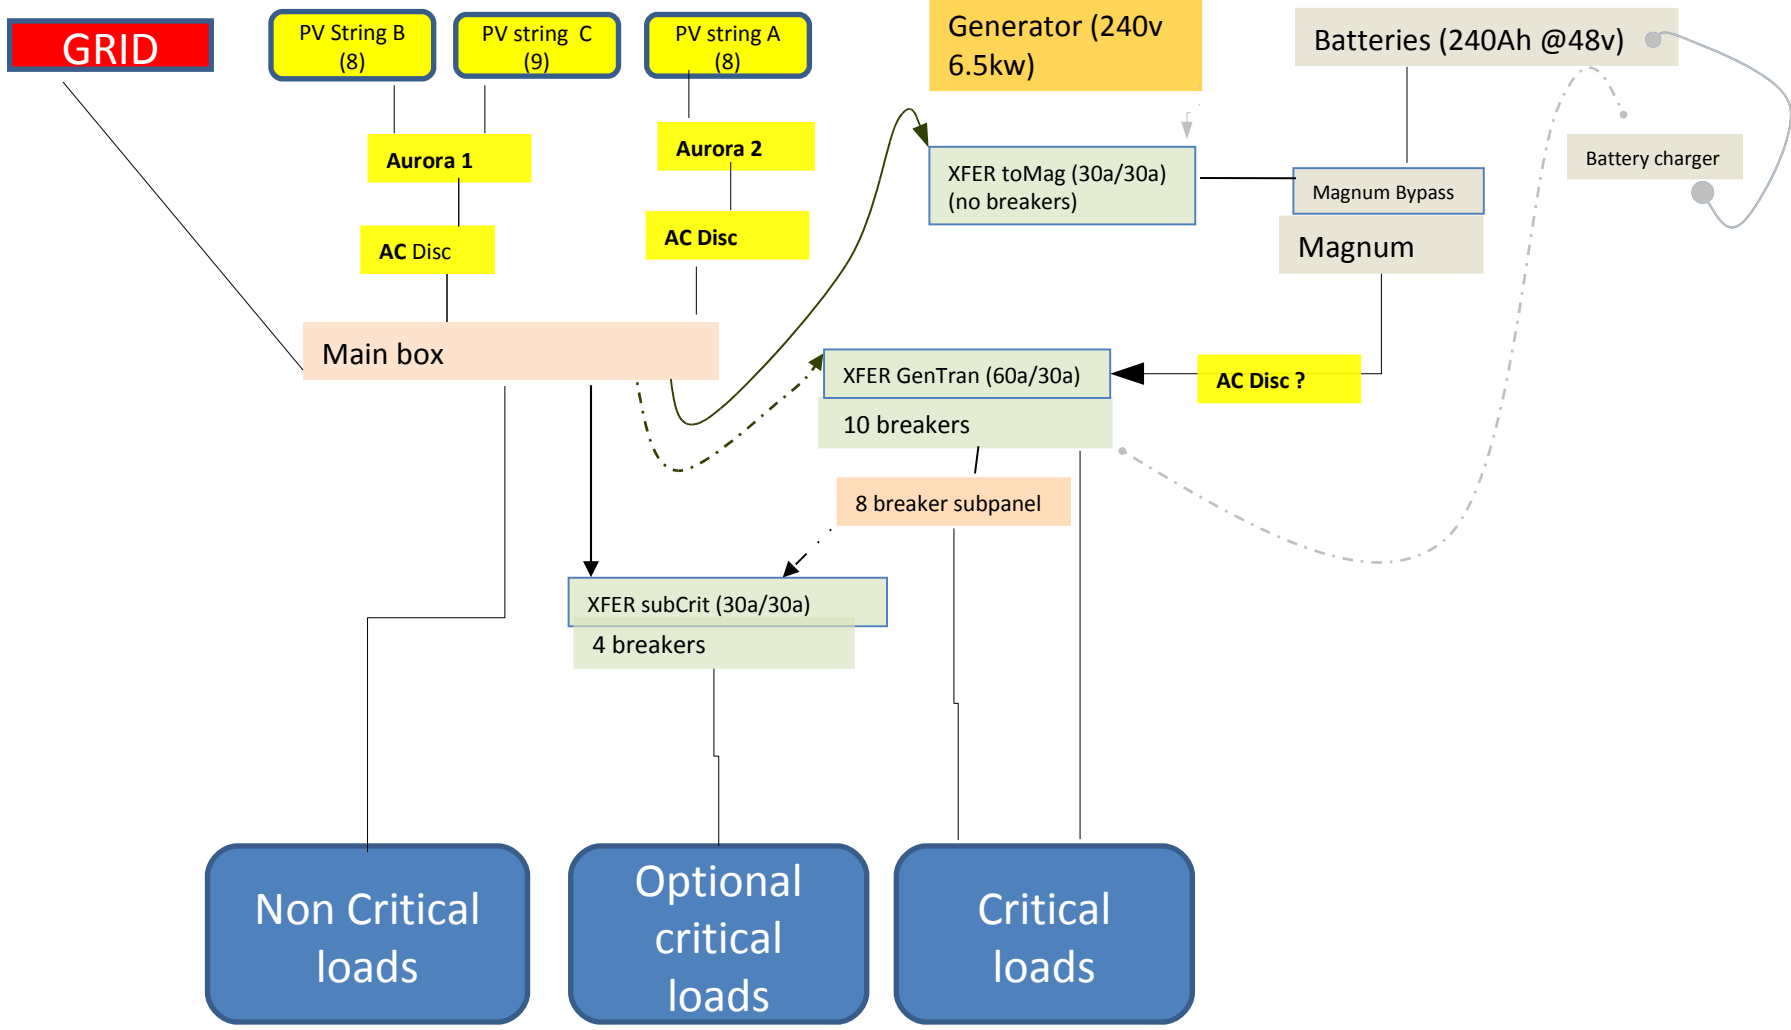 GRID
PV String B
(8)
PV string  C
(9)
PV string A
(8)
Generator (240v
6.5kw)
Batteries (240Ah @48v)
Aurora 1
Aurora 2
Battery charger
XFER toMag (30a/30a)
(no breakers)
Magnum Bypass
Magnum
AC Disc
AC Disc
Main box
XFER GenTran (60a/30a)
AC Disc ?
10 breakers
8 breaker subpanel
XFER subCrit (30a/30a)
4 breakers
Non Critical
loads
Optional
critical
loads
Critical
loads